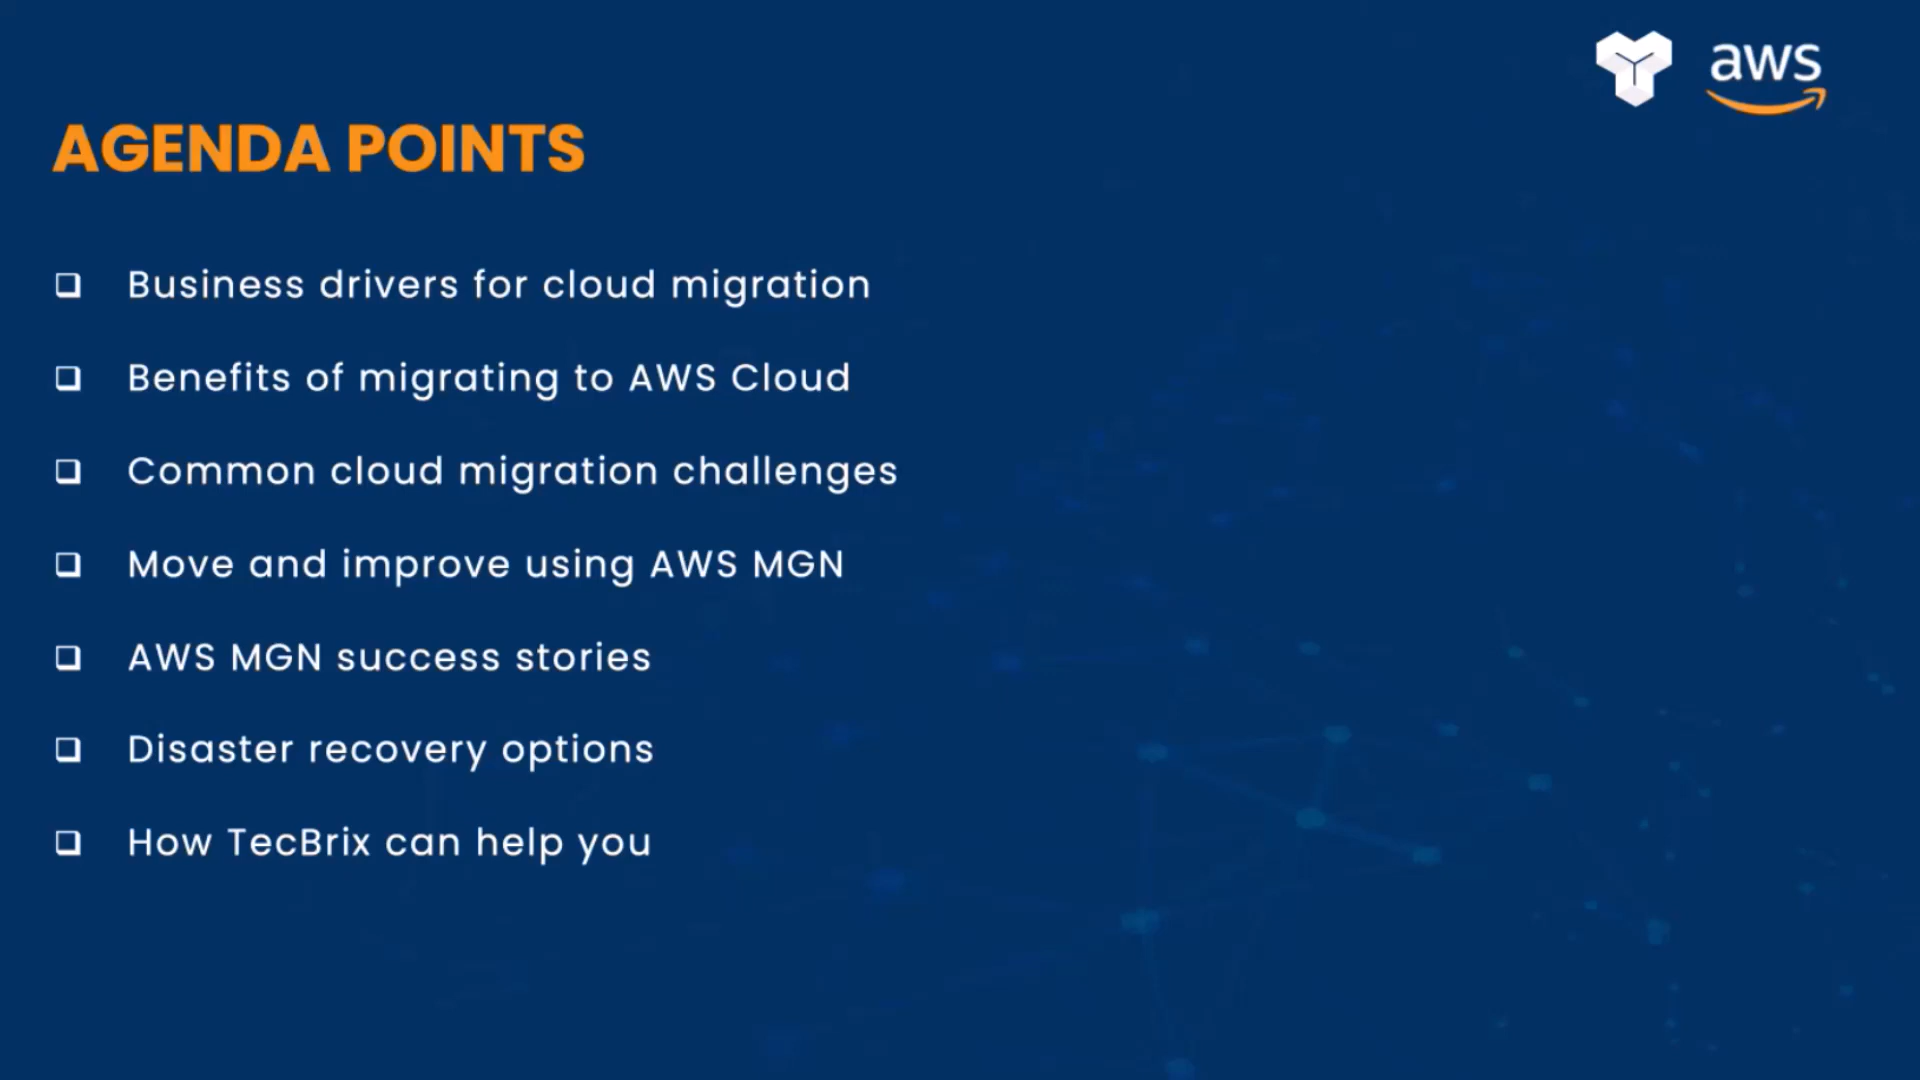 aws
AGENDA POINTS
Business drivers for cloud migration
Benefits of migrating to AWS Cloud
Common cloud migration challenges
Move and improve using AWS MGN
AWS MGN success stories
Disaster recovery options
How TecBrix can help you